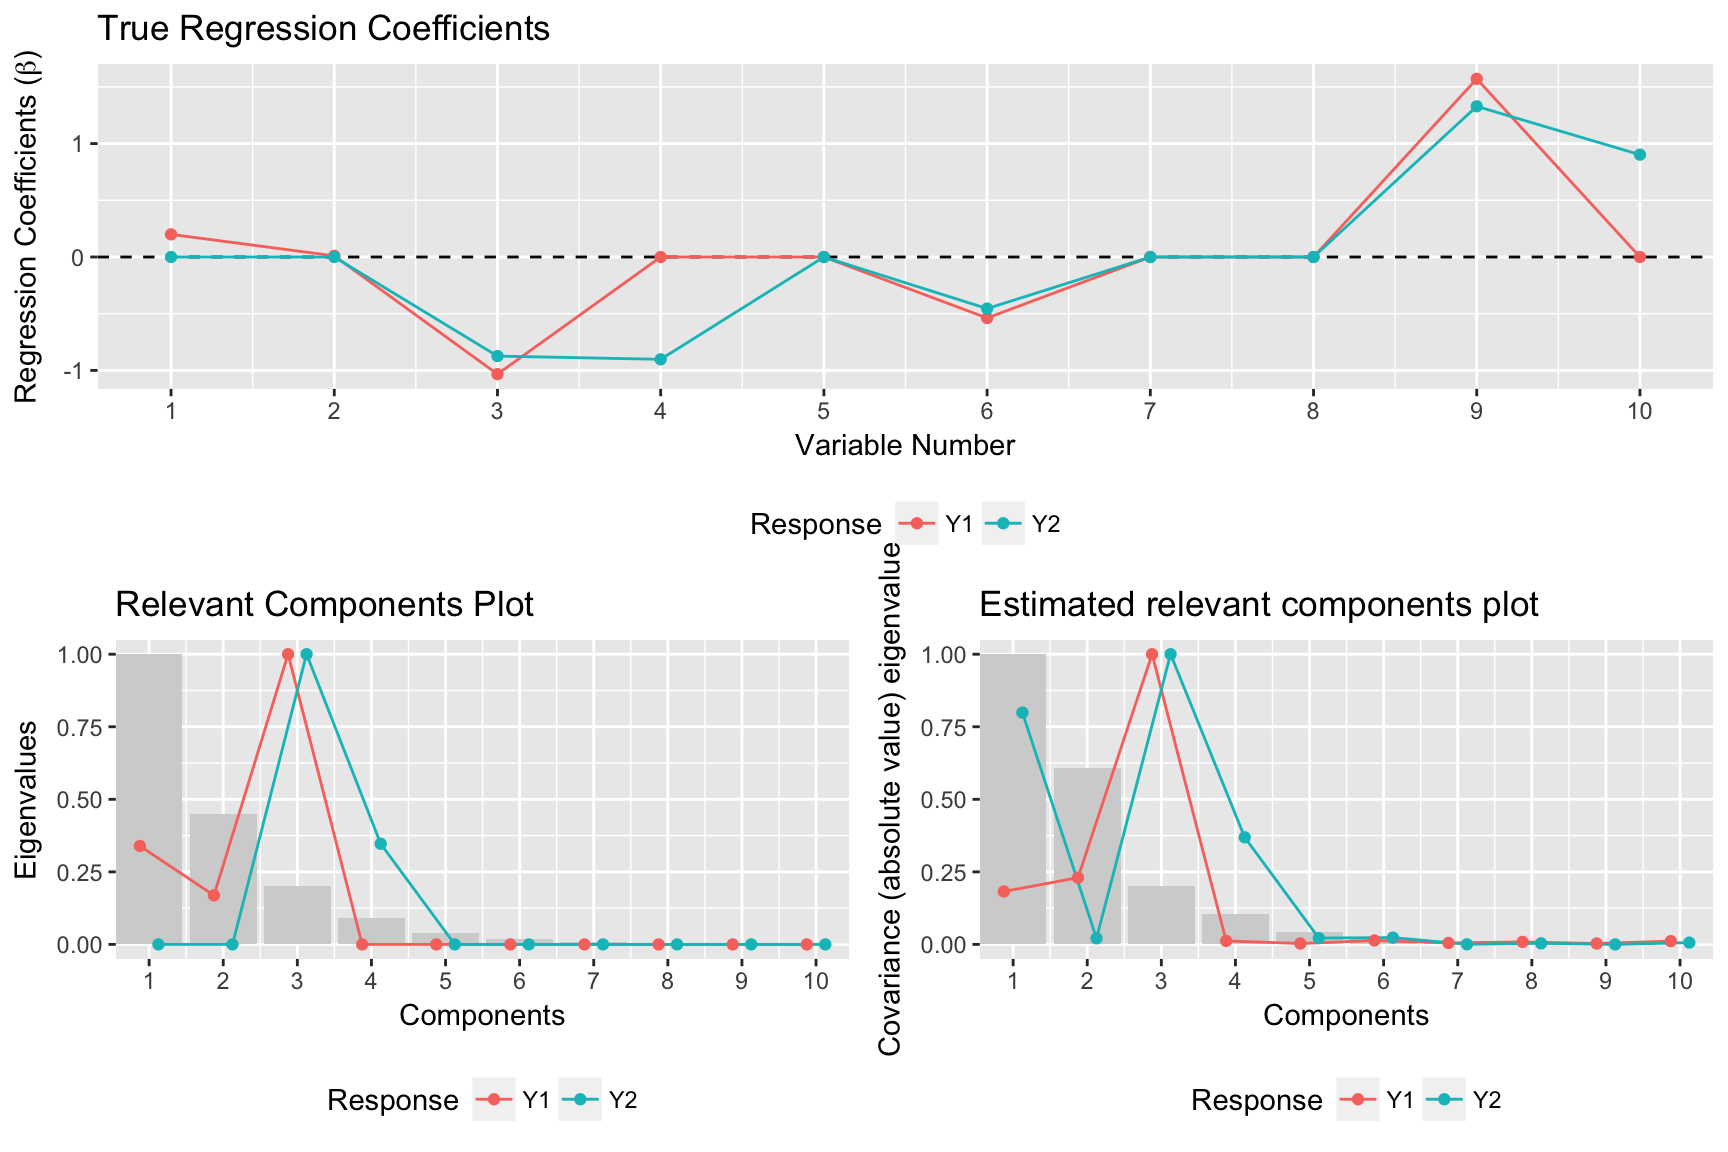 True Regression Coefficients
Regression Coefficients (β)
1
0
-1
1 2 3 4 5 6 7 8 9 10
Variable Number
Response Y1 Y2
Relevant Components Plot
Eigenvalues
1.00
0.75
0.50
0.25
0.00
1 2 3 4 5 6 7 8 9 10
Components
Response Y1 Y2
Estimated relevant components plot
Covariance (absolute value) eigenvalue
1.00
0.75
0.50
0.25
0.00
1 2 3 4 5 6 7 8 9 10
Components
Response Y1 Y2